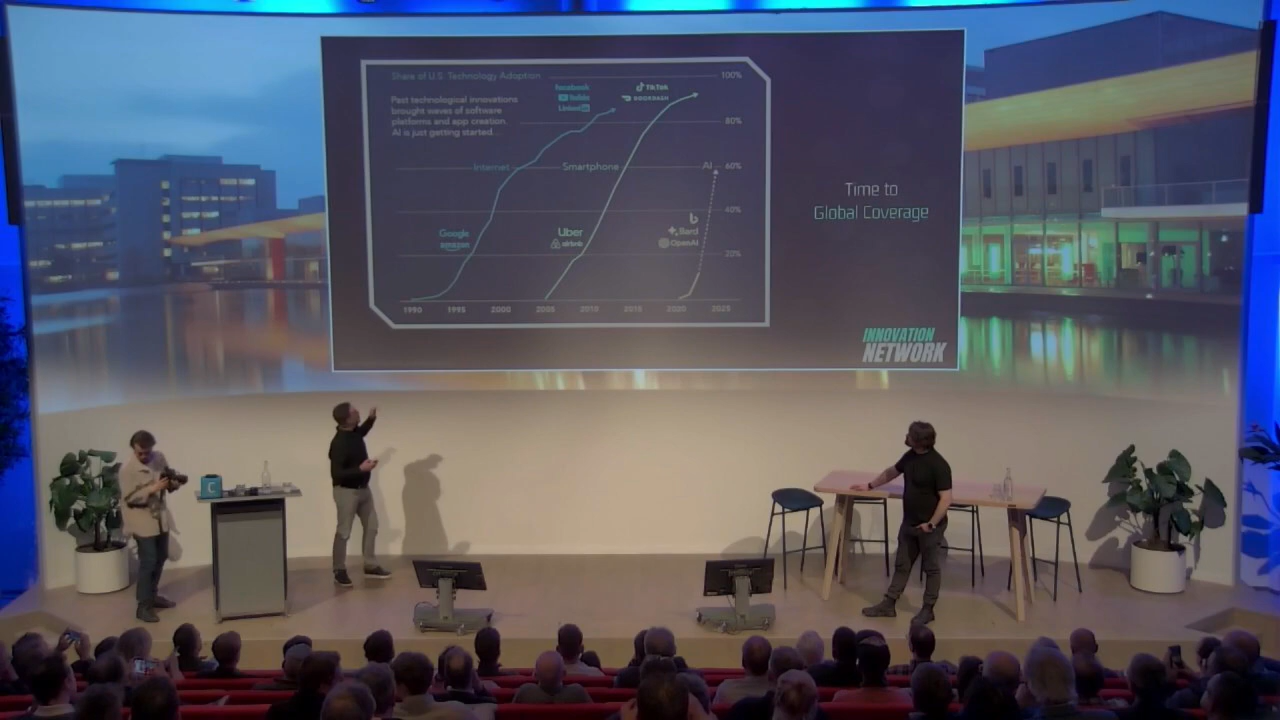 Share of U.S. Technology Adoption
Past technological innovations
brought waves of software
platforms and app creation.
AI is just getting started...
facebook
YouTube
LinkedIn
TikTok
DOORDASH
100%
80%
Internet
Smartphone
AI
60%
40%
20%
Google
amazon
Uber
airbnb
b
Bard
OpenAI
1990 1995 2000 2005 2010 2015 2020 2025
Time to
Global Coverage
INNOVATION
NETWORK
C